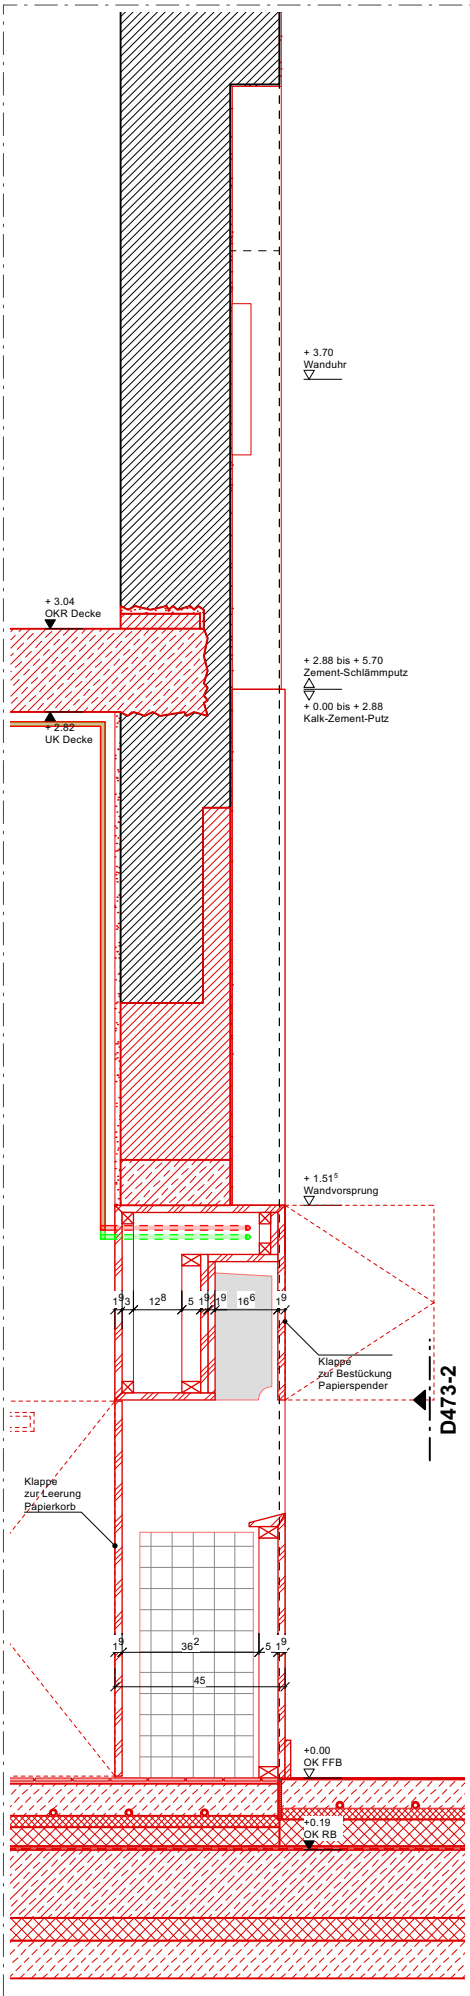 + 3.70
Wanduhr
+ 3.04
OKR Decke
+ 2.88 bis + 5.70
Zement-Schlämmputz
+ 0.00 bis + 2.88
Kalk-Zement-Putz
+ 2.82
UK Decke
+ 1.51⁵
Wandvorsprung
1⁹ 3 12⁸ 5 1⁹ 1⁹ 16⁶ 1⁹
Klappe
zur Bestückung
Papierspender
D473-2
Klappe
zur Leerung
Papierkorb
1⁹ 36² 5 1⁹
45
+0.00
OK FFB
+0.19
OK RB